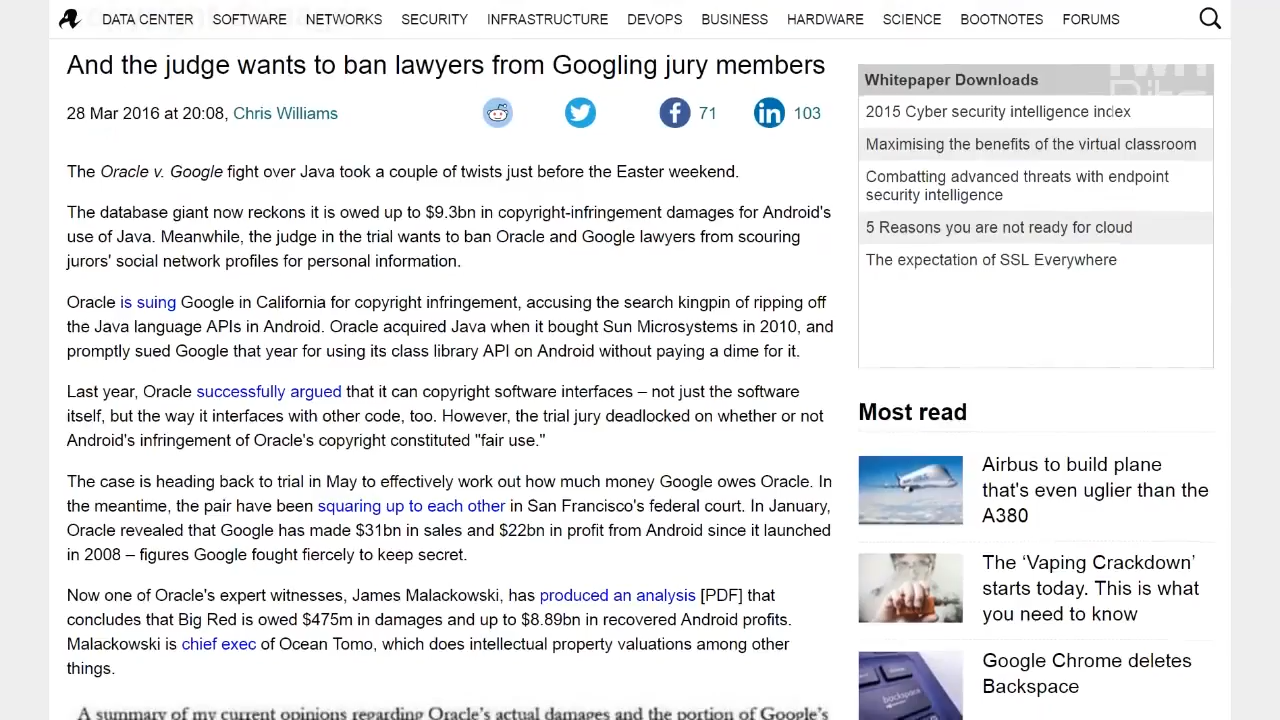 DATA CENTER SOFTWARE NETWORKS SECURITY INFRASTRUCTURE DEVOPS BUSINESS HARDWARE SCIENCE BOOTNOTES FORUMS
And the judge wants to ban lawyers from Googling jury members
28 Mar 2016 at 20:08, Chris Williams
71
103
The Oracle v. Google fight over Java took a couple of twists just before the Easter weekend.
The database giant now reckons it is owed up to $9.3bn in copyright-infringement damages for Android's
use of Java. Meanwhile, the judge in the trial wants to ban Oracle and Google lawyers from scouring
jurors' social network profiles for personal information.
Oracle is suing Google in California for copyright infringement, accusing the search kingpin of ripping off
the Java language APIs in Android. Oracle acquired Java when it bought Sun Microsystems in 2010, and
promptly sued Google that year for using its class library API on Android without paying a dime for it.
Last year, Oracle successfully argued that it can copyright software interfaces – not just the software
itself, but the way it interfaces with other code, too. However, the trial jury deadlocked on whether or not
Android's infringement of Oracle's copyright constituted "fair use."
The case is heading back to trial in May to effectively work out how much money Google owes Oracle. In
the meantime, the pair have been squaring up to each other in San Francisco's federal court. In January,
Oracle revealed that Google has made $31bn in sales and $22bn in profit from Android since it launched
in 2008 – figures Google fought fiercely to keep secret.
Now one of Oracle's expert witnesses, James Malackowski, has produced an analysis [PDF] that
concludes that Big Red is owed $475m in damages and up to $8.89bn in recovered Android profits.
Malackowski is chief exec of Ocean Tomo, which does intellectual property valuations among other
things.
A summary of my current opinions regarding Oracle's actual damages and the portion of Google's
Whitepaper Downloads
2015 Cyber security intelligence index
Maximising the benefits of the virtual classroom
Combatting advanced threats with endpoint
security intelligence
5 Reasons you are not ready for cloud
The expectation of SSL Everywhere
Most read
Airbus to build plane
that's even uglier than the
A380
The ‘Vaping Crackdown’
starts today. This is what
you need to know
Google Chrome deletes
Backspace
backspace